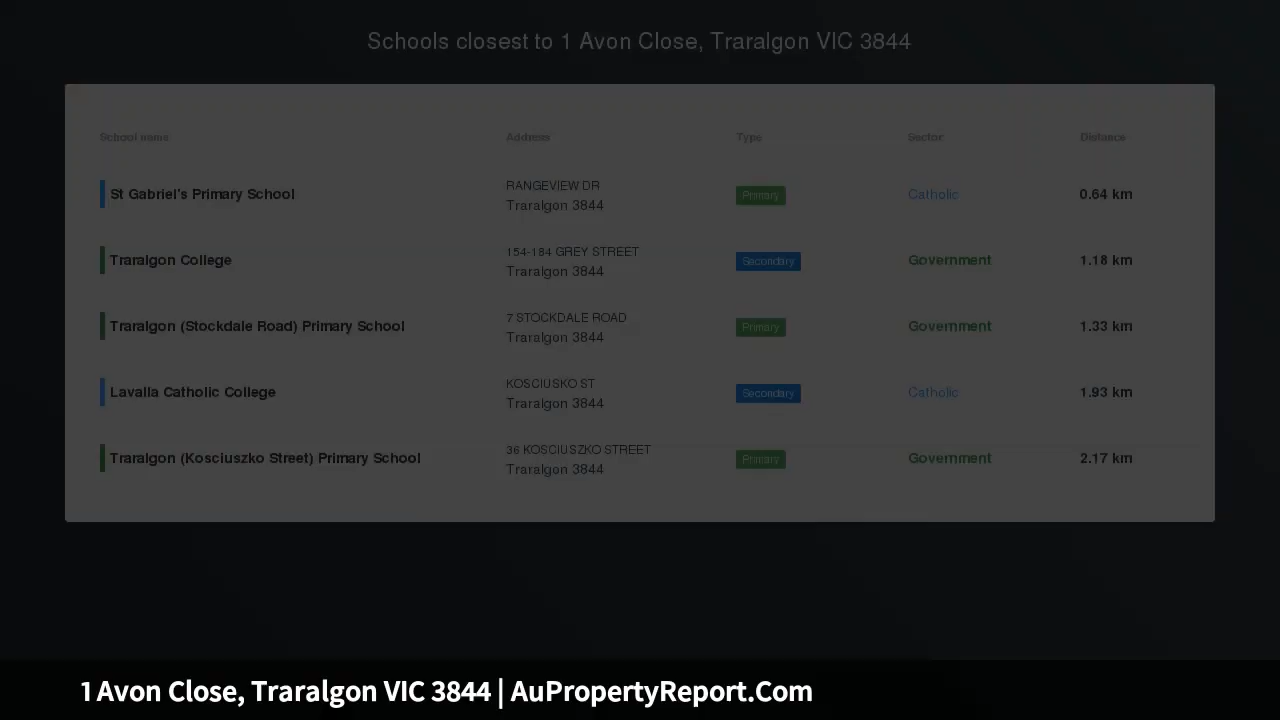 Schools closest to 1 Avon Close, Traralgon VIC 3844
School name Address Type Sector Distance
St Gabriel's Primary School RANGEVIEW DR Traralgon 3844 Primary Catholic 0.64 km
Traralgon College 154-184 GREY STREET Traralgon 3844 Secondary Government 1.18 km
Traralgon (Stockdale Road) Primary School 7 STOCKDALE ROAD Traralgon 3844 Primary Government 1.33 km
Lavalla Catholic College KOSCIUSKO ST Traralgon 3844 Secondary Catholic 1.93 km
Traralgon (Kosciuszko Street) Primary School 36 KOSCIUSZKO STREET Traralgon 3844 Primary Government 2.17 km
1 Avon Close, Traralgon VIC 3844 | AuPropertyReport.Com